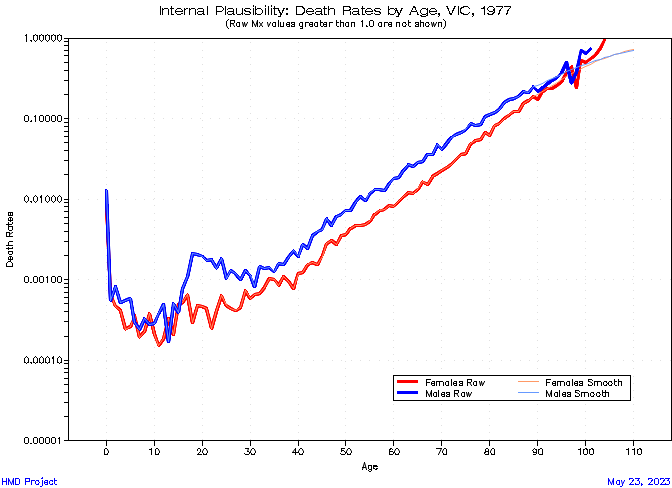 Internal Plausibility: Death Rates by Age, VIC, 1977
(Raw Mx values greater than 1.0 are not shown)
1.00000
0.10000
0.01000
0.00100
0.00010
0.00001
Death Rates
Females Raw
Females Smooth
Males Raw
Males Smooth
0 10 20 30 40 50 60 70 80 90 100 110
Age
HMD Project
May 23, 2023